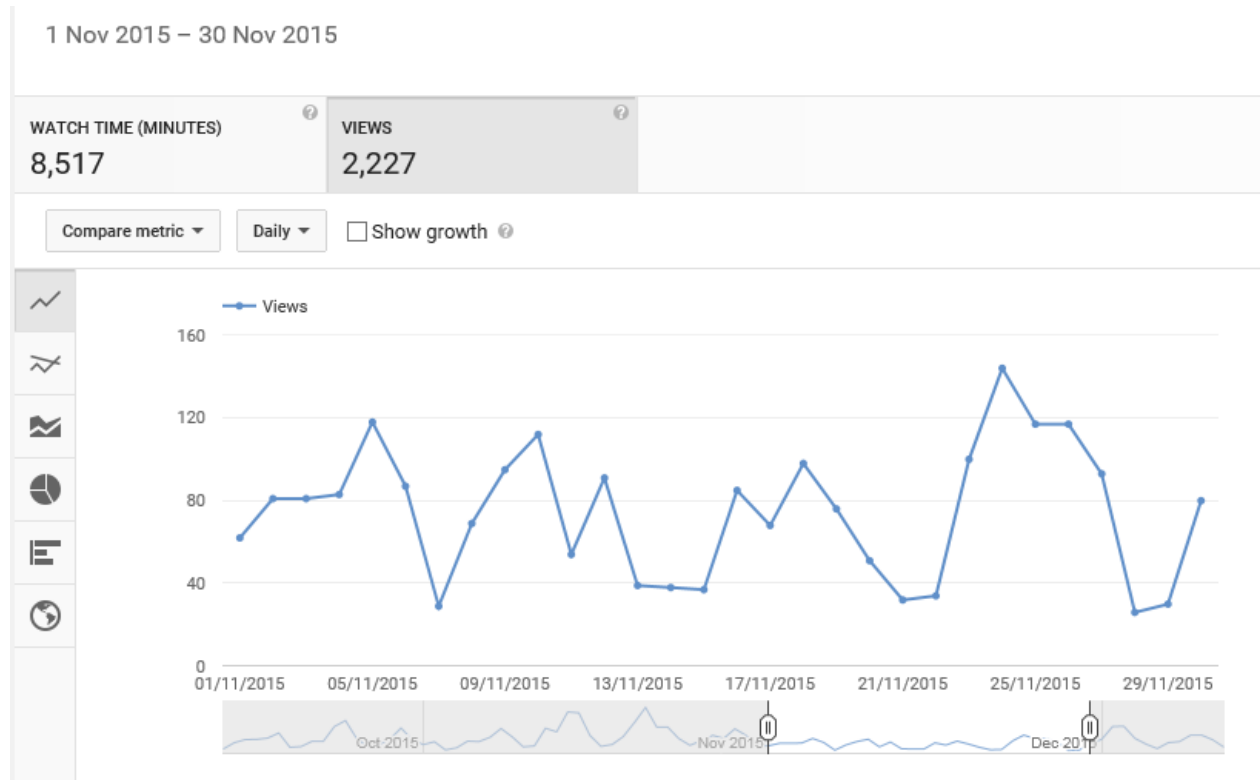 1 Nov 2015 – 30 Nov 2015
WATCH TIME (MINUTES) ?
8,517
VIEWS ?
2,227
Compare metric Daily Show growth ?
Views
160
120
80
40
0
01/11/2015 05/11/2015 09/11/2015 13/11/2015 17/11/2015 21/11/2015 25/11/2015 29/11/2015
Oct 2015 Nov 2015 Dec 2015